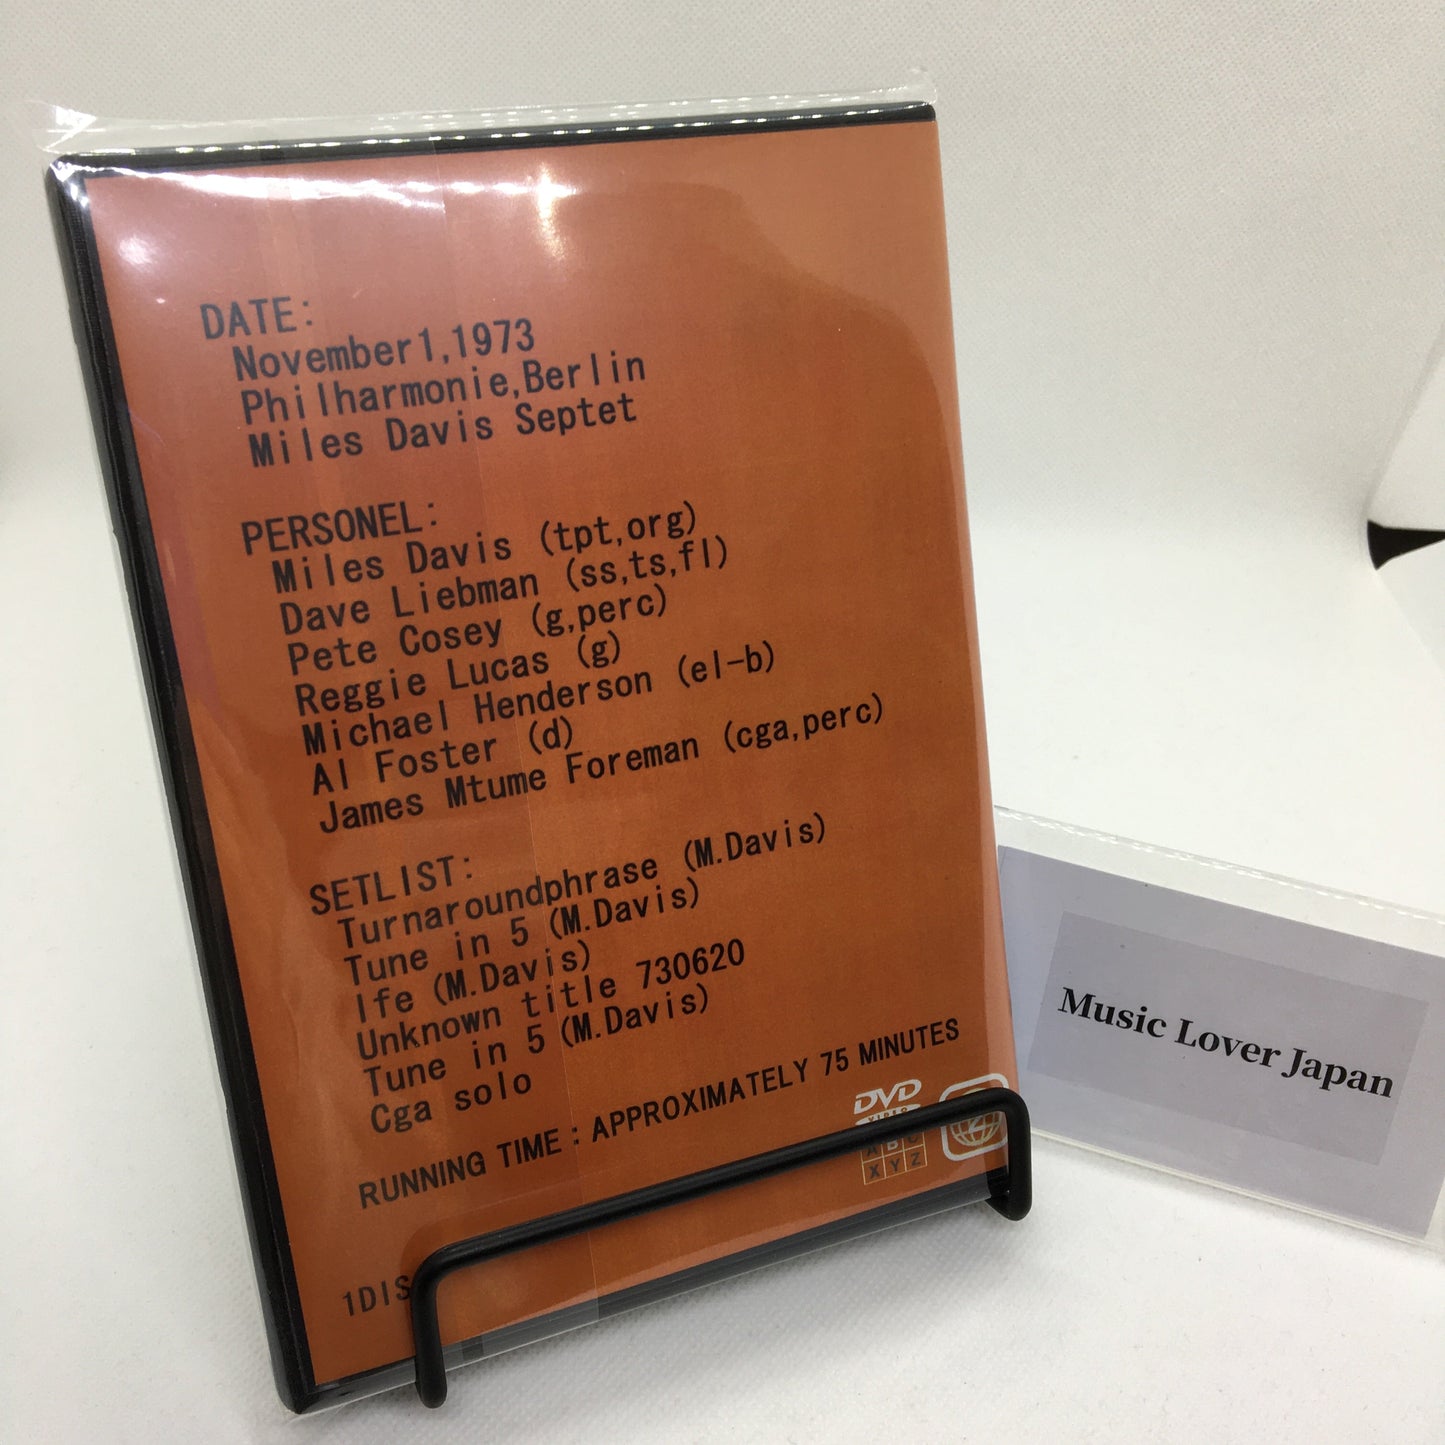 DATE:
November1,1973
Philharmonie,Berlin
Miles Davis Septet
PERSONEL:
Miles Davis (tpt,org)
Dave Liebman (ss,ts,fl)
Pete Cosey (g,perc)
Reggie Lucas (g)
Michael Henderson (el-b)
Al Foster (d)
James Mtume Foreman (cga,perc)
SETLIST:
Turnaroundphrase (M.Davis)
Tune in 5 (M.Davis)
Ife (M.Davis)
Unknown title 730620
Tune in 5 (M.Davis)
Cga solo
RUNNING TIME : APPROXIMATELY 75 MINUTES
DVD
VIDEO
A B C
X Y Z
1DIS
Music Lover Japan